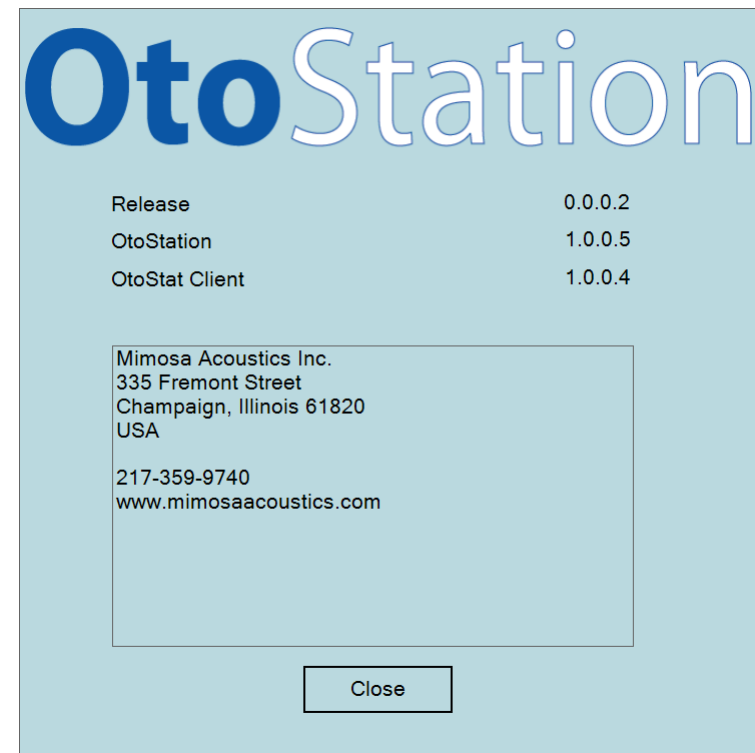 OtoStation
Release 0.0.0.2
OtoStation 1.0.0.5
OtoStat Client 1.0.0.4
Mimosa Acoustics Inc.
335 Fremont Street
Champaign, Illinois 61820
USA
217-359-9740
www.mimosaacoustics.com
Close